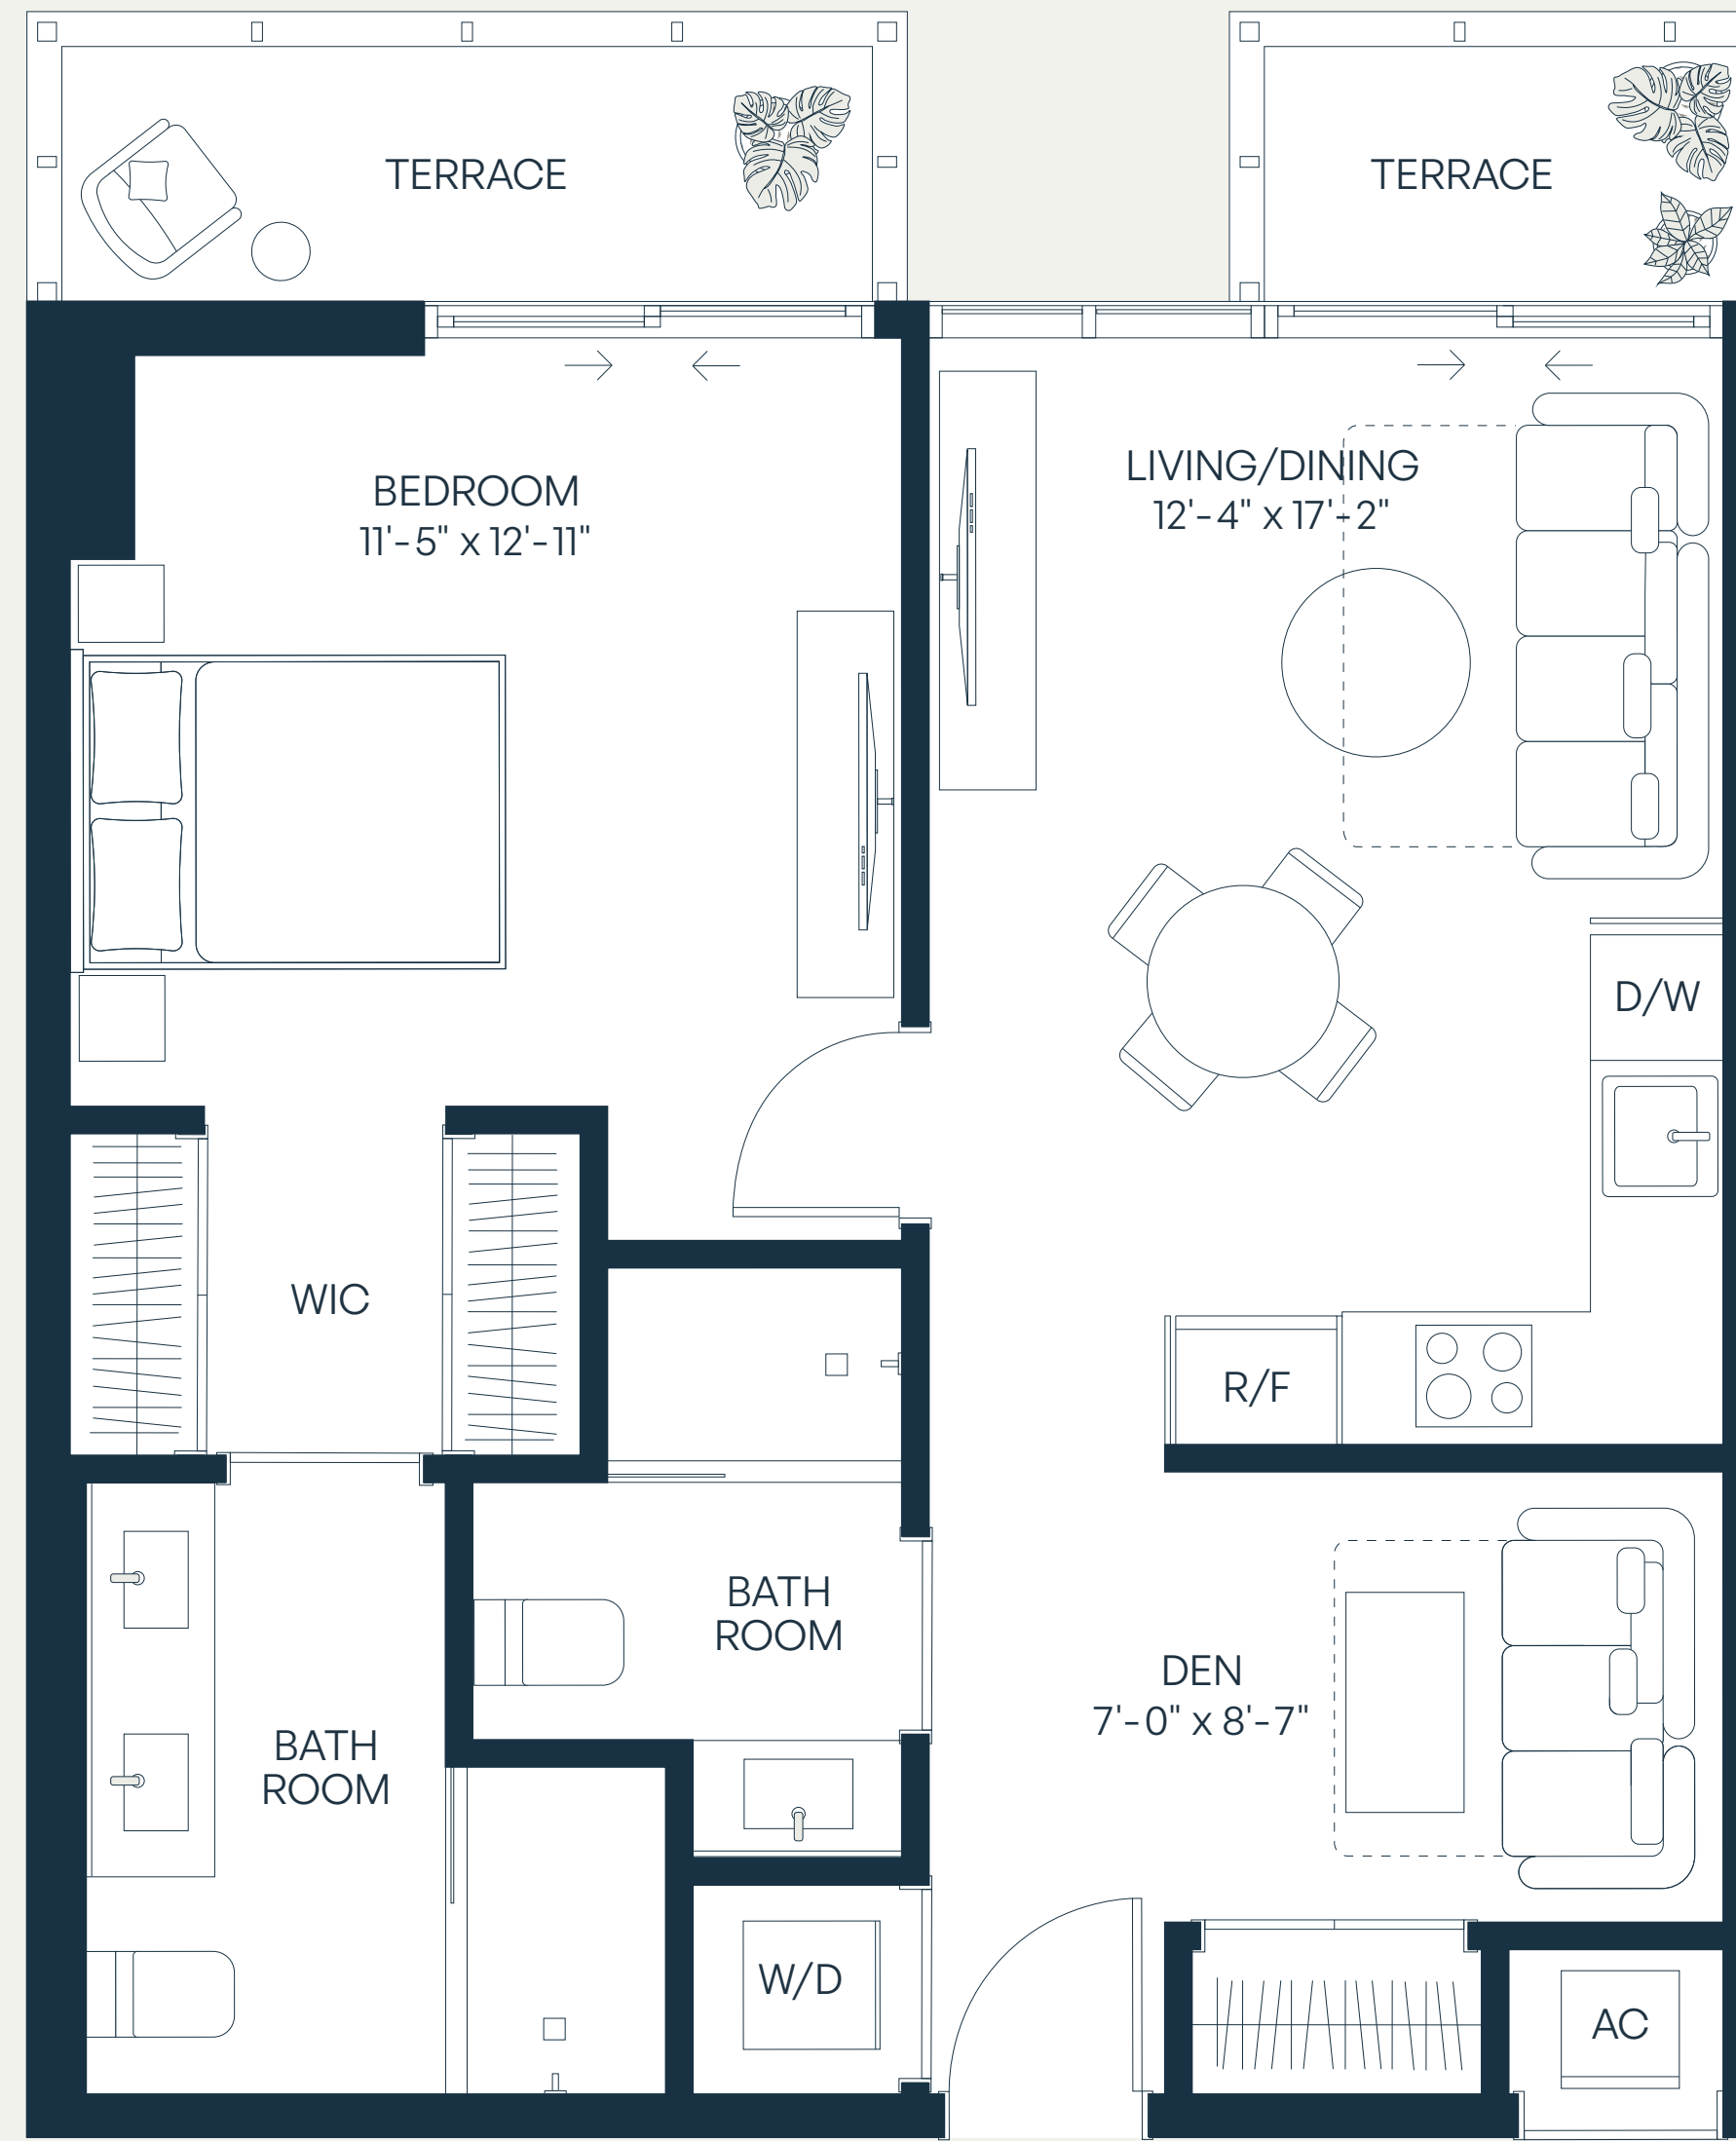 TERRACE
TERRACE
BEDROOM
11'-5" x 12'-11"
LIVING/DINING
12'-4" x 17'-2"
D/W
WIC
R/F
BATH
ROOM
DEN
7'-0" x 8'-7"
BATH
ROOM
W/D
AC